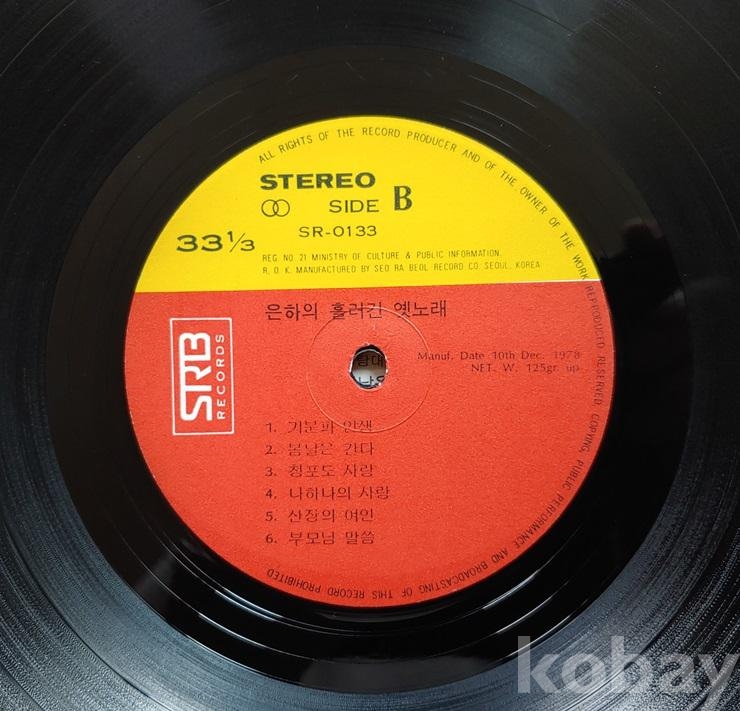 ALL RIGHTS OF THE RECORD PRODUCER AND OF THE OWNER OF THE WORK REPRODUCED RESERVED. COPYING, PUBLIC PERFORMANCE AND BROADCASTING OF THIS RECORD PROHIBITED
STEREO
SIDE B
SR-0133
33 1/3
REG. NO. 21 MINISTRY OF CULTURE & PUBLIC INFORMATION.
R. O. K. MANUFACTURED BY SEO RA BEOL RECORD CO. SEOUL, KOREA
은하의 흘러간 옛노래
SRB
RECORDS
Manuf. Date 10th Dec. 1978
NET. W. 125gr. up
1. 기분파 인생
2. 봄날은 간다
3. 청포도 사랑
4. 나하나의 사랑
5. 산장의 여인
6. 부모님 말씀
kobay